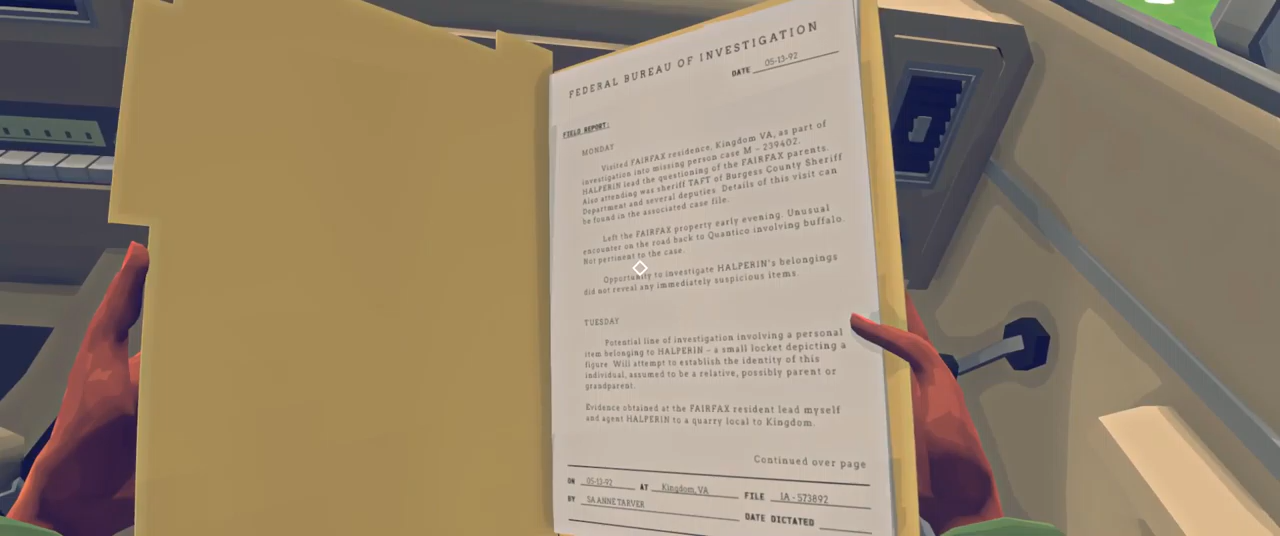 FEDERAL BUREAU OF INVESTIGATION
DATE 05-13-92
FIELD REPORT:
MONDAY
Visited FAIRFAX residence, Kingdom VA, as part of
investigation into missing person case M - 239402.
HALPERIN lead the questioning of the FAIRFAX parents.
Also attending was sheriff TAFT of Burgess County Sheriff
Department and several deputies. Details of this visit can
be found in the associated case file.
Left the FAIRFAX property early evening. Unusual
encounter on the road back to Quantico involving buffalo.
Not pertinent to the case.
Opportunity to investigate HALPERIN's belongings
did not reveal any immediately suspicious items.
TUESDAY
Potential line of investigation involving a personal
item belonging to HALPERIN - a small locket depicting a
figure. Will attempt to establish the identity of this
individual, assumed to be a relative, possibly parent or
grandparent.
Evidence obtained at the FAIRFAX resident lead myself
and agent HALPERIN to a quarry local to Kingdom.
Continued over page
ON 05-13-92 AT Kingdom, VA FILE 1A - 573892
BY SA ANNE TARVER DATE DICTATED